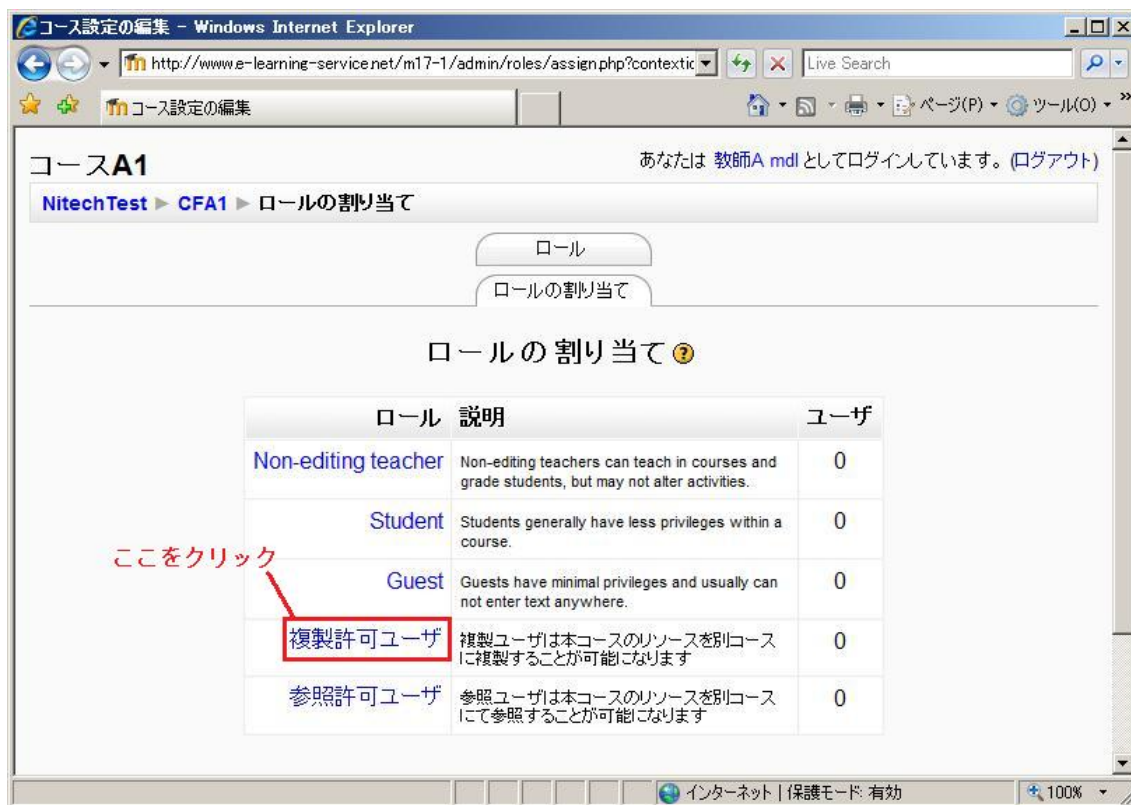 コース設定の編集 - Windows Internet Explorer
http://www.e-learning-service.net/m17-1/admin/roles/assign.php?contextid
Live Search
コース設定の編集
ページ(P)
ツール(O)
コースA1
あなたは 教師A mdl としてログインしています。(ログアウト)
NitechTest ► CFA1 ► ロールの割り当て
ロール
ロールの割り当て
ロールの割り当て
ロール 説明 ユーザ
Non-editing teacher Non-editing teachers can teach in courses and 0
grade students, but may not alter activities.
Student Students generally have less privileges within a 0
course.
ここをクリック
Guest Guests have minimal privileges and usually can 0
not enter text anywhere.
複製許可ユーザ 複製ユーザは本コースのリソースを別コース 0
に複製することが可能になります
参照許可ユーザ 参照ユーザは本コースのリソースを別コース 0
にて参照することが可能になります
インターネット | 保護モード: 有効
100%